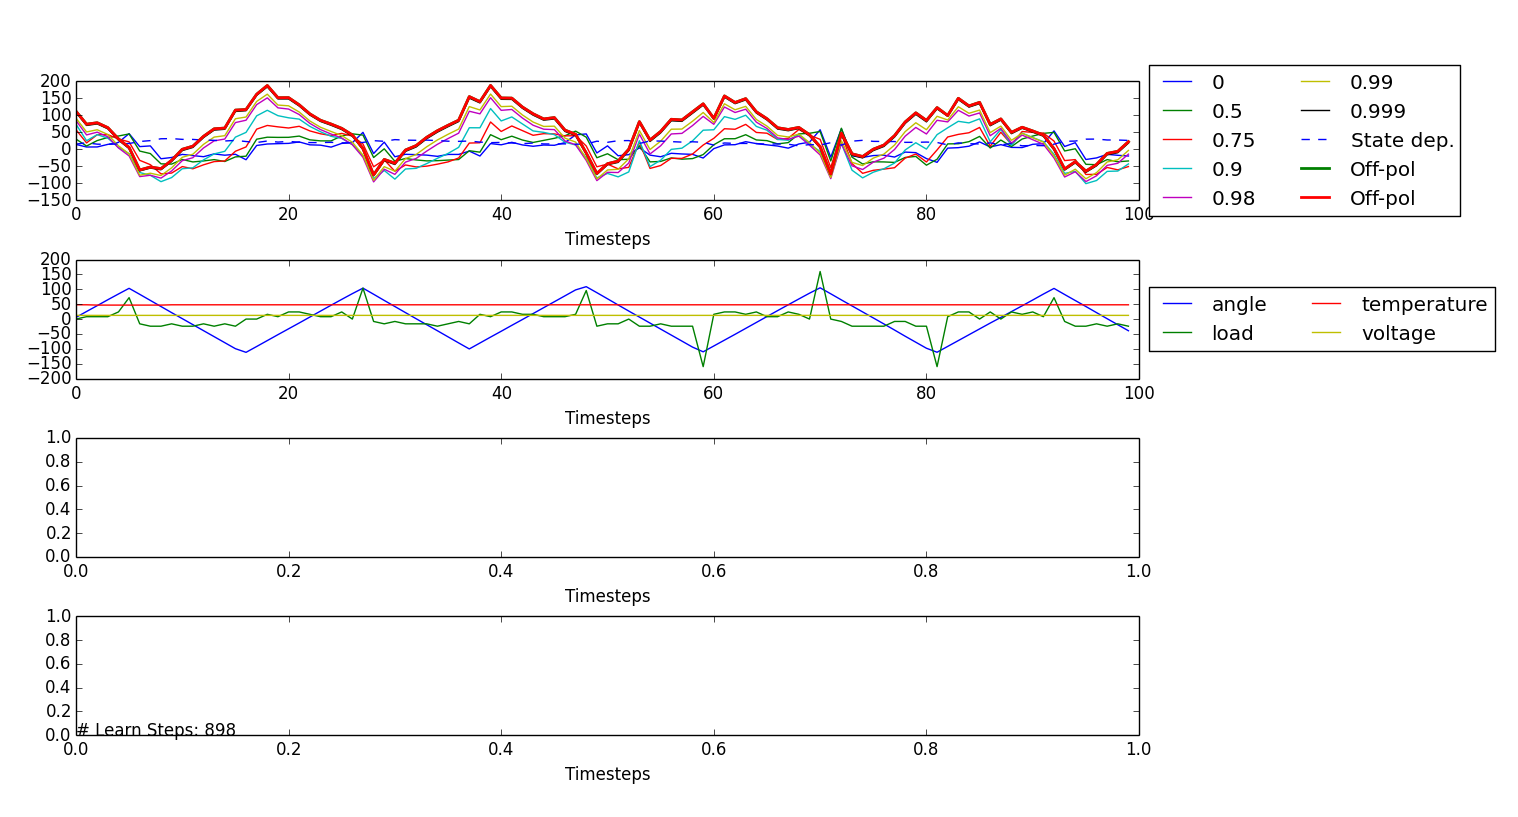 200
150
100
50
0
−50
−100
−150
0 20 40 60 80 100
Timesteps
0 0.99
0.5 0.999
0.75 State dep.
0.9 Off-pol
0.98 Off-pol
200
150
100
50
0
−50
−100
−150
−200
0 20 40 60 80 100
Timesteps
angle temperature
load voltage
1.0
0.8
0.6
0.4
0.2
0.0
0.0 0.2 0.4 0.6 0.8 1.0
Timesteps
1.0
0.8
0.6
0.4
0.2
0.0
# Learn Steps: 898
0.0 0.2 0.4 0.6 0.8 1.0
Timesteps